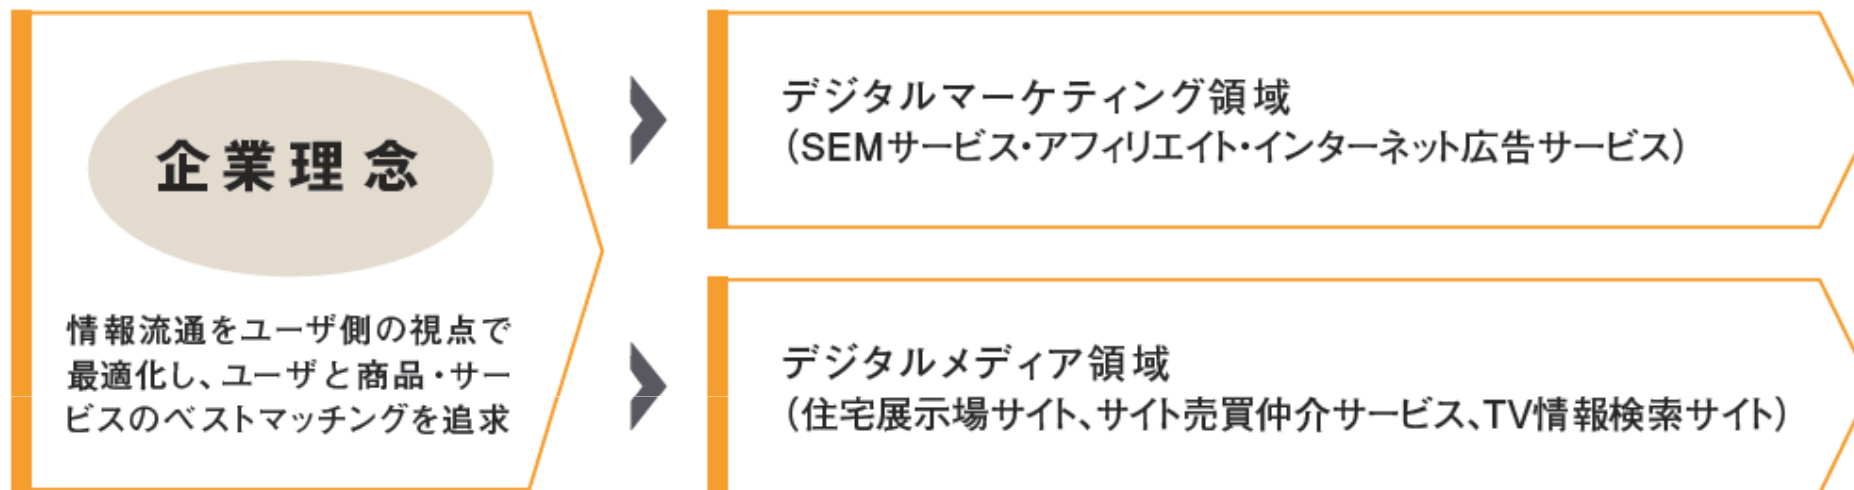 企業理念
情報流通をユーザ側の視点で
最適化し、ユーザと商品・サー
ビスのベストマッチングを追求
デジタルマーケティング領域
（SEMサービス・アフィリエイト・インターネット広告サービス）
デジタルメディア領域
（住宅展示場サイト、サイト売買仲介サービス、TV情報検索サイト）